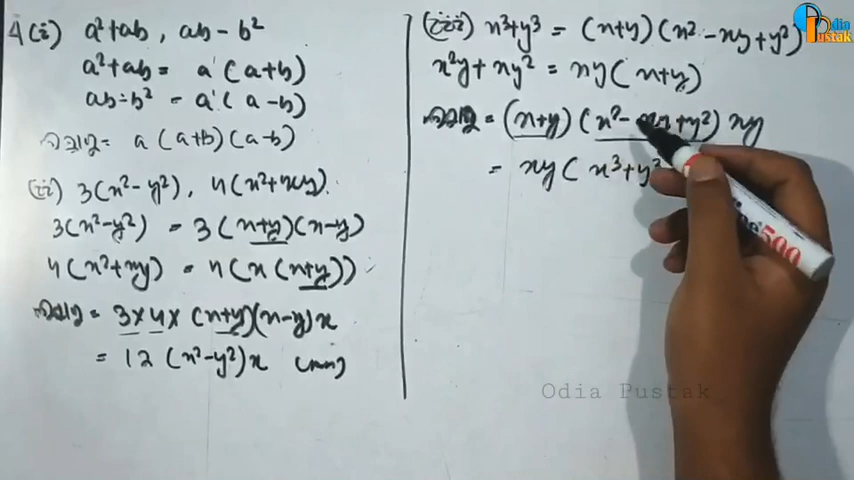 4 (i) a²+ab, ab-b²
a²+ab = a (a+b)
ab-b² = a (a-b)
ଲ.ସା.ଗୁ = a (a+b) (a-b)
(ii) 3(x²-y²), 4(x²+xy)
3(x²-y²) = 3 (x+y)(x-y)
4(x²+xy) = 4(x(x+y))
ଲ.ସା.ଗୁ = 3×4×(x+y)(x-y)x
= 12 (x²-y²)x
(iii) x³+y³ = (x+y) (x²-xy+y²)
x²y+xy² = xy (x+y)
ଲ.ସା.ଗୁ = (x+y) (x²- +y²) xy
= xy ( x³+y³
Odia Pustak
Odia Pustak